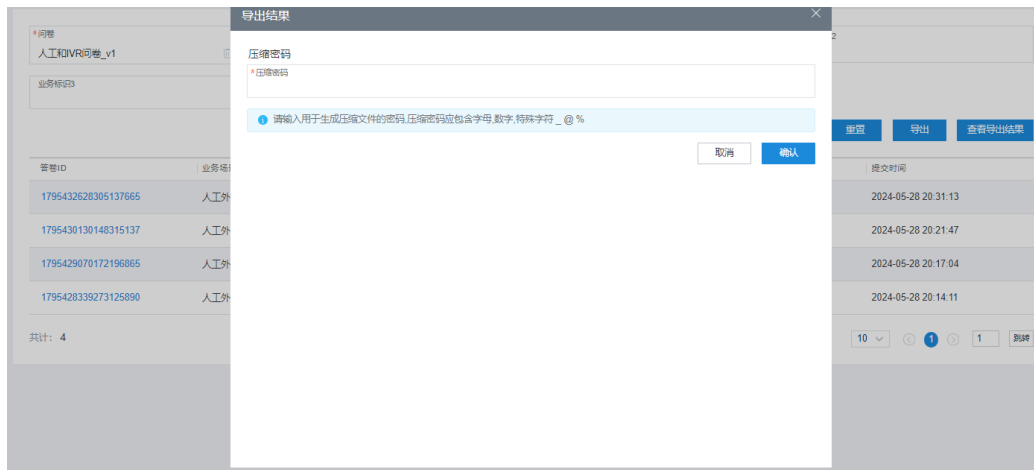 导出结果
*问卷
人工和IVR问卷_v1
2
业务标识3
压缩密码
*压缩密码
请输入用于生成压缩文件的密码,压缩密码应包含字母,数字,特殊字符 _ @ %
取消 确认
重置 导出 查看导出结果
答卷ID 业务场 提交时间
1795432628305137665 人工外 2024-05-28 20:31:13
1795430130148315137 人工外 2024-05-28 20:21:47
1795429070172196865 人工外 2024-05-28 20:17:04
1795428339273125890 人工外 2024-05-28 20:14:11
共计: 4 10 1 1 跳转